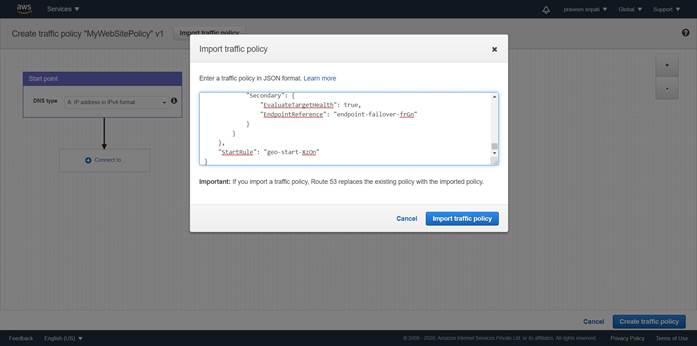 aws
Services
praveen sripati
Global
Support
Create traffic policy "MyWebSitePolicy" v1
Import traffic policy
Import traffic policy
×
Enter a traffic policy in JSON format. Learn more
Start point
DNS type
A: IP address in IPv4 format
Connect to
"Secondary": {
"EvaluateTargetHealth": true,
"EndpointReference": "endpoint-failover-frGn"
}
}
},
"StartRule": "geo-start-XzOn"
}
Important: If you import a traffic policy, Route 53 replaces the existing policy with the imported policy.
Cancel
Import traffic policy
+
-
Cancel
Create traffic policy
Feedback
English (US)
© 2008 - 2020, Amazon Internet Services Private Ltd. or its affiliates. All rights reserved.
Privacy Policy
Terms of Use